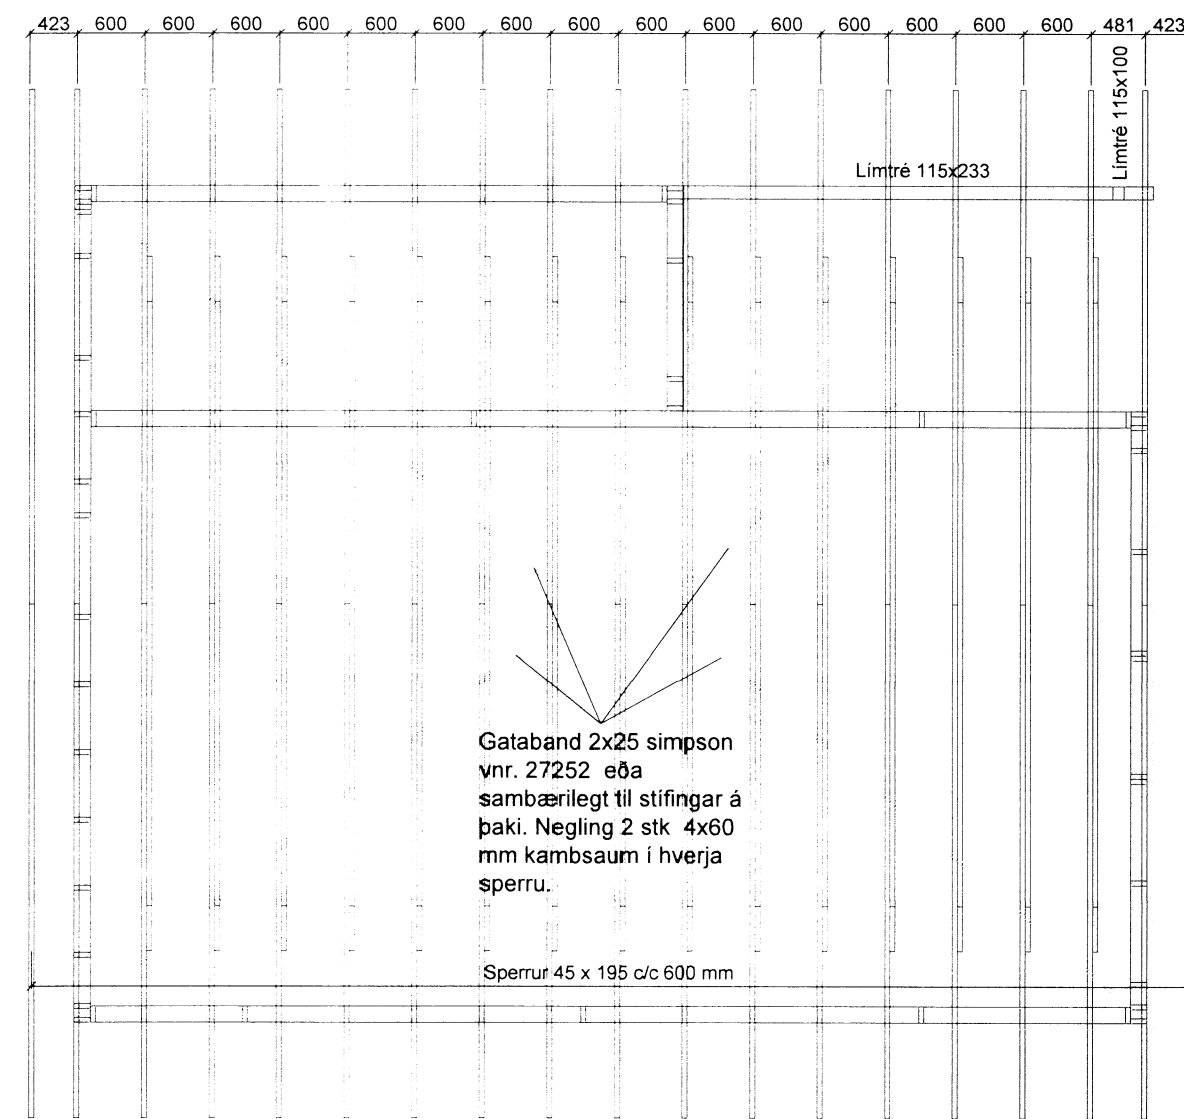 423 600 600 600 600 600 600 600 600 600 600 600 600 600 600 600 481 423
Límtré 115x100
Límtré 115x233
Gataband 2x25 simpson
vnr. 27252 eða
sambærilegt til stífingar á
þaki. Negling 2 stk 4x60
mm kambsaum í hverja
sperru.
Sperrur 45 x 195 c/c 600 mm